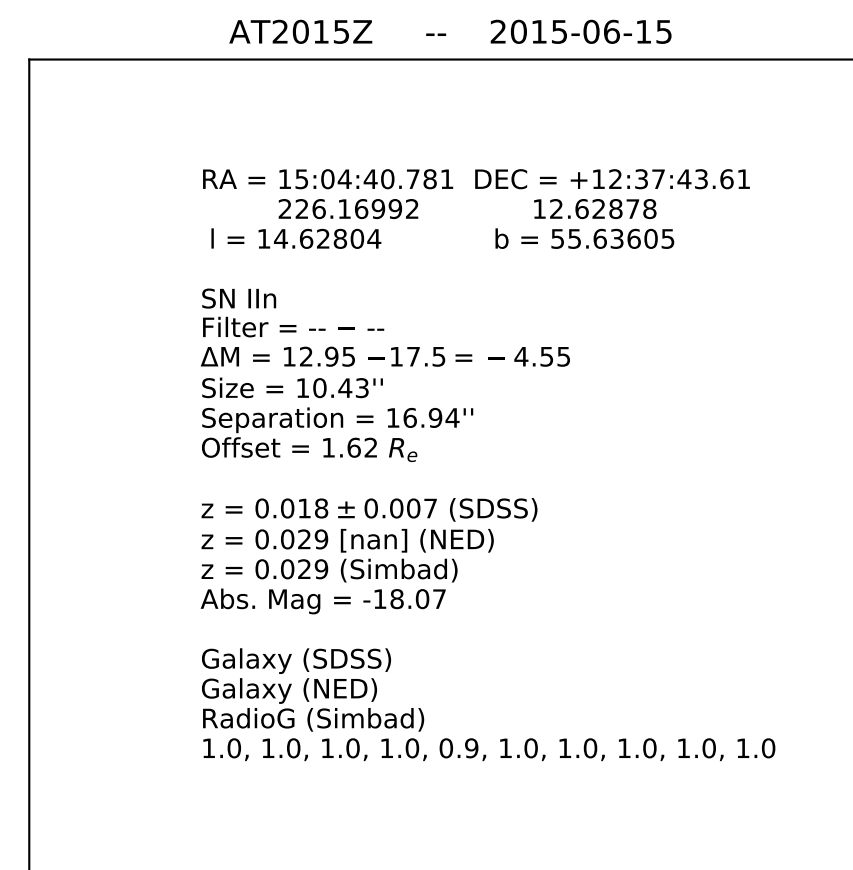 AT2015Z -- 2015-06-15
RA = 15:04:40.781 DEC = +12:37:43.61
226.16992 12.62878
l = 14.62804 b = 55.63605
SN IIn
Filter = -- − --
ΔM = 12.95 −17.5 = − 4.55
Size = 10.43''
Separation = 16.94''
Offset = 1.62 Rₑ
z = 0.018 ± 0.007 (SDSS)
z = 0.029 [nan] (NED)
z = 0.029 (Simbad)
Abs. Mag = -18.07
Galaxy (SDSS)
Galaxy (NED)
RadioG (Simbad)
1.0, 1.0, 1.0, 1.0, 0.9, 1.0, 1.0, 1.0, 1.0, 1.0